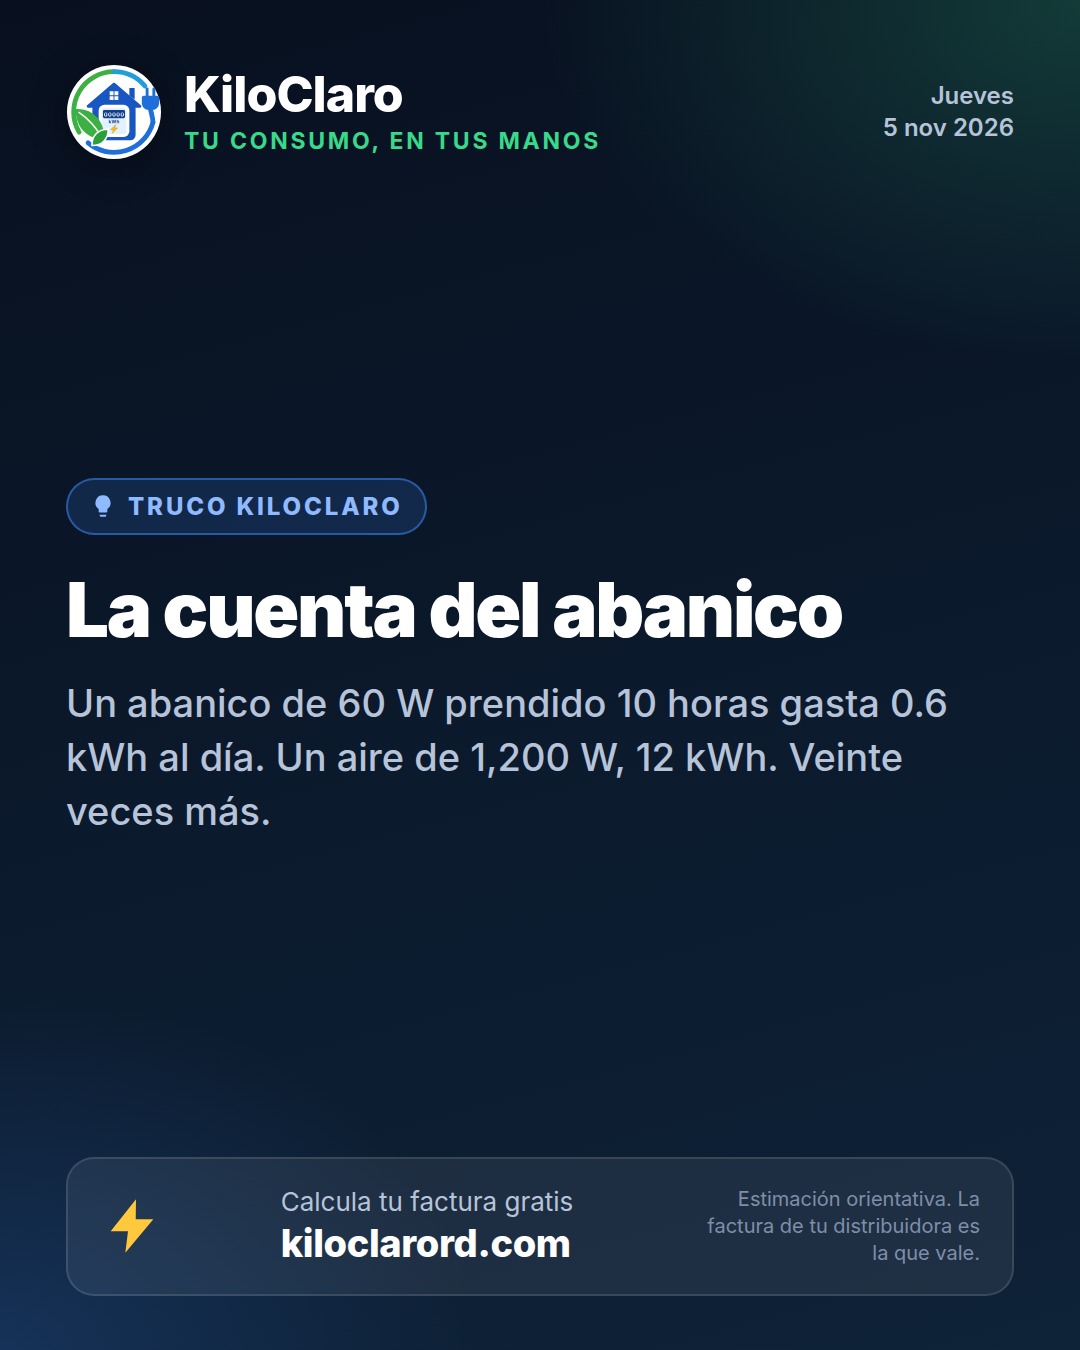 KiloClaro
TU CONSUMO, EN TUS MANOS
Jueves
5 nov 2026
TRUCO KILOCLARO
La cuenta del abanico
Un abanico de 60 W prendido 10 horas gasta 0.6
kWh al día. Un aire de 1,200 W, 12 kWh. Veinte
veces más.
Calcula tu factura gratis
kiloclarord.com
Estimación orientativa. La
factura de tu distribuidora es
la que vale.